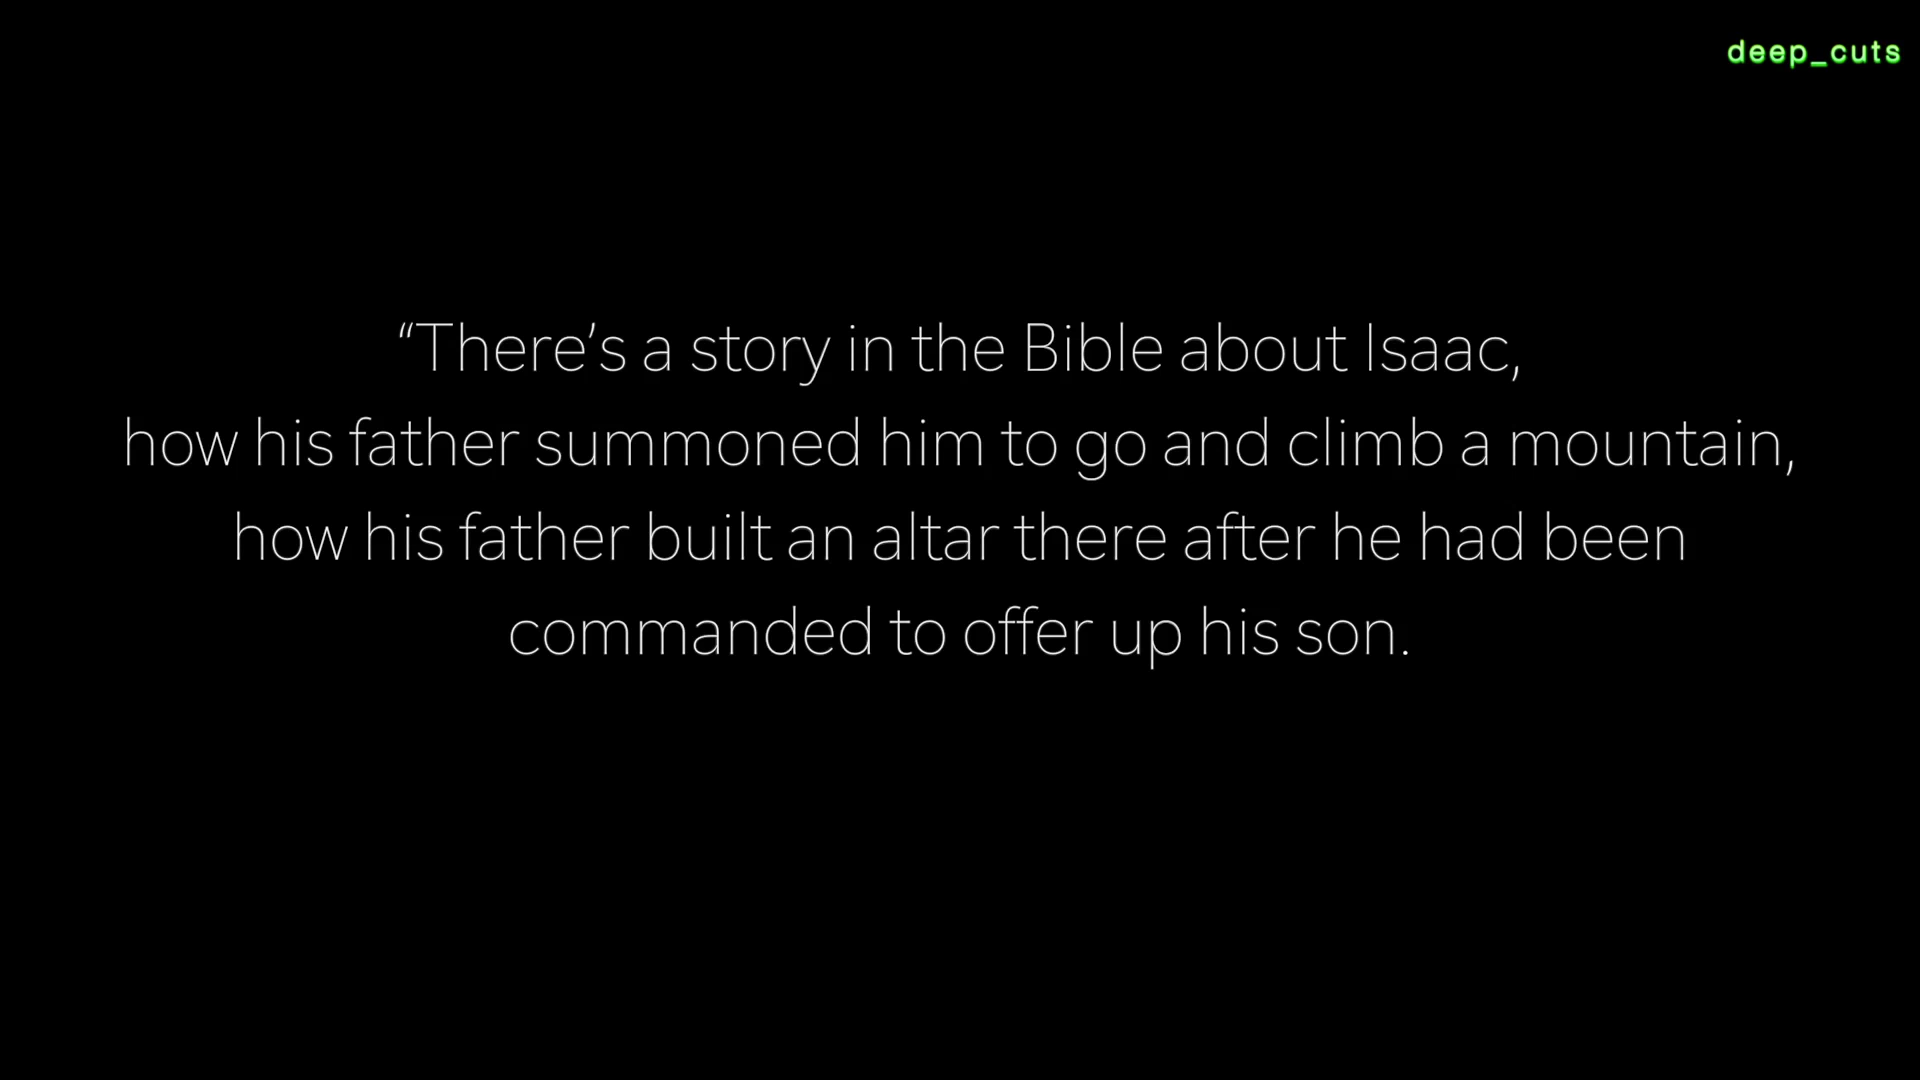 deep_cuts
“There’s a story in the Bible about Isaac,
how his father summoned him to go and climb a mountain,
how his father built an altar there after he had been
commanded to offer up his son.